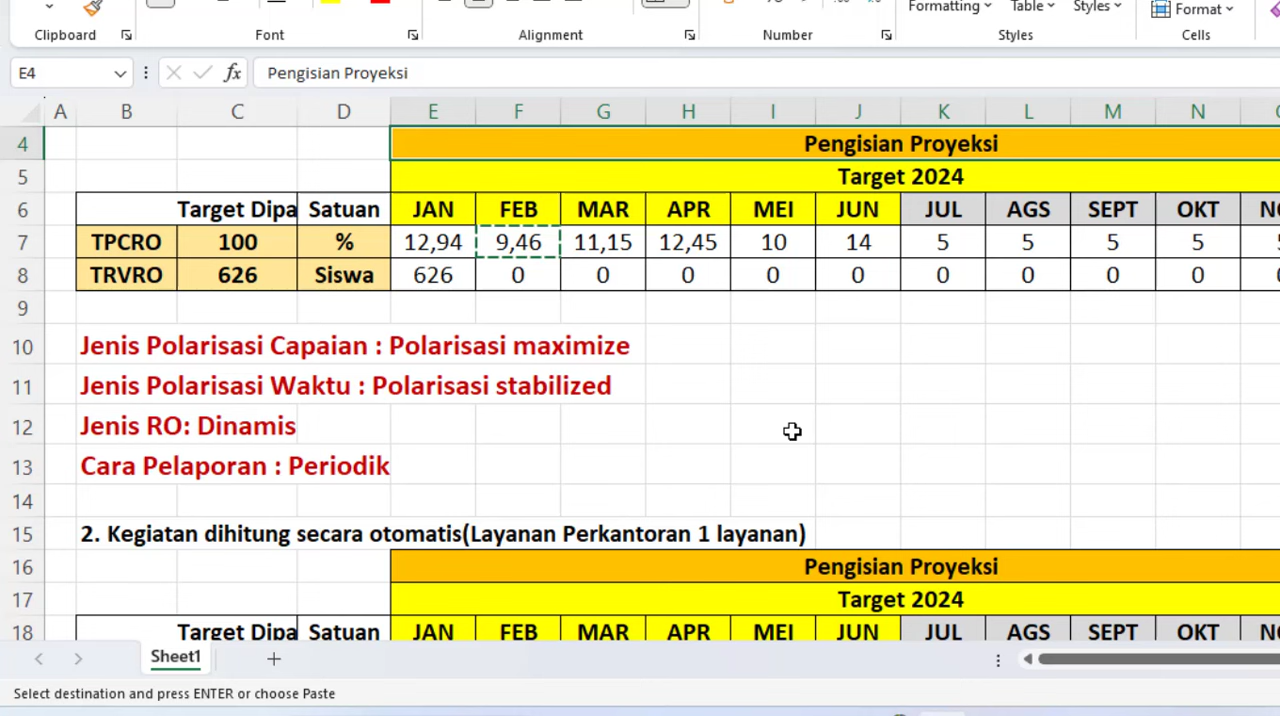 Formatting Table Styles Format
Clipboard Font Alignment Number Styles Cells
E4 fx Pengisian Proyeksi
A B C D E F G H I J K L M N
4 Pengisian Proyeksi
5 Target 2024
6 Target Dipa Satuan JAN FEB MAR APR MEI JUN JUL AGS SEPT OKT
7 TPCRO 100 % 12,94 9,46 11,15 12,45 10 14 5 5 5 5
8 TRVRO 626 Siswa 626 0 0 0 0 0 0 0 0 0
9
10 Jenis Polarisasi Capaian : Polarisasi maximize
11 Jenis Polarisasi Waktu : Polarisasi stabilized
12 Jenis RO: Dinamis
13 Cara Pelaporan : Periodik
14
15 2. Kegiatan dihitung secara otomatis(Layanan Perkantoran 1 layanan)
16 Pengisian Proyeksi
17 Target 2024
18 Target Dipa Satuan JAN FEB MAR APR MEI JUN JUL AGS SEPT OKT
Sheet1
Select destination and press ENTER or choose Paste